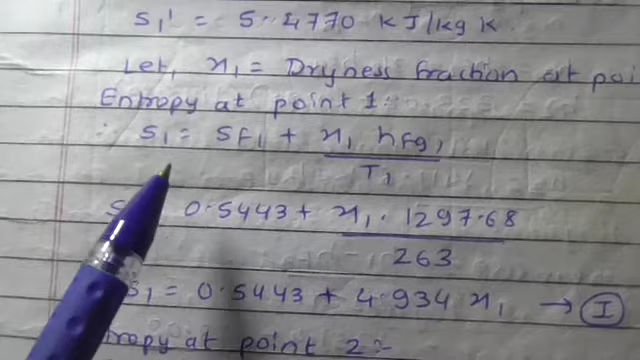 S₁' = 5.4770 kJ/kg K
Let, x₁ = Dryness fraction at poi
Entropy at point 1:-
∴ S₁ = Sf₁ + x₁ hfg₁
T₁
S 0.5443 + x₁ . 1297.68
263
S₁ = 0.5443 + 4.934 x₁ → I
tropy at point 2:-